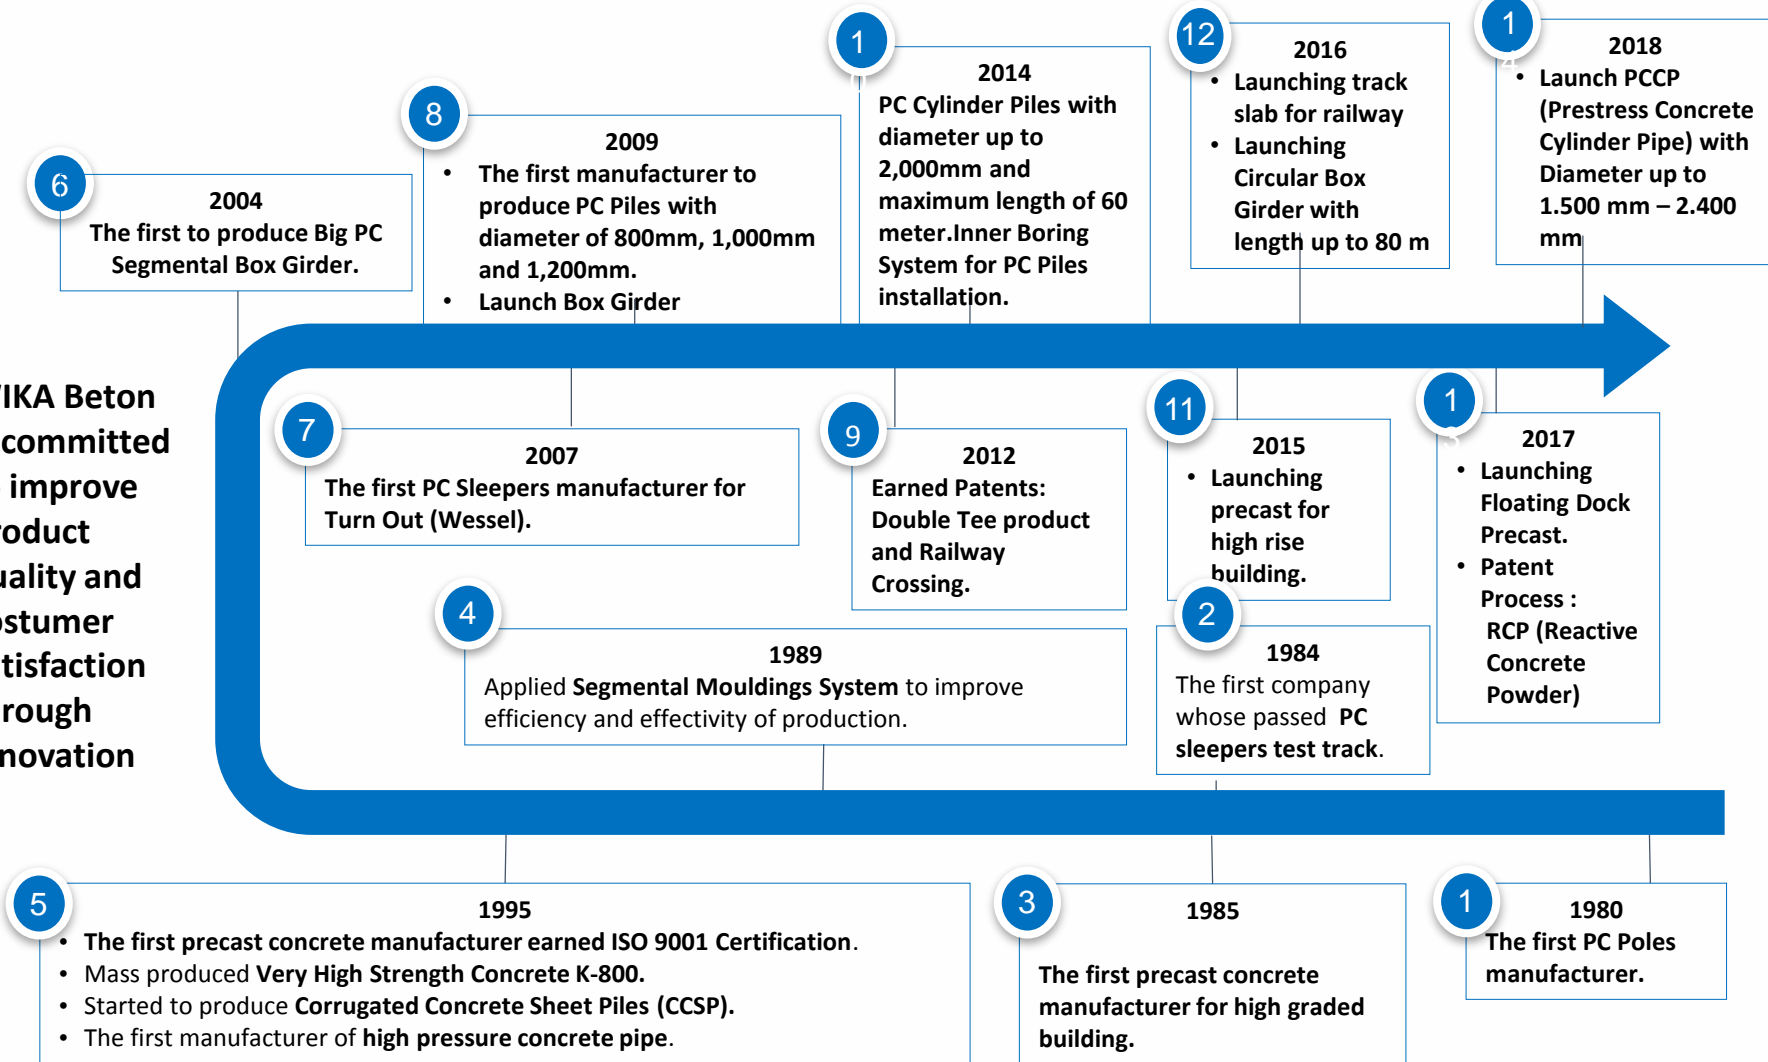 12
2016
• Launching track
slab for railway
• Launching
Circular Box
Girder with
length up to 80 m
14
2018
• Launch PCCP
(Prestress Concrete
Cylinder Pipe) with
Diameter up to
1.500 mm – 2.400
mm
10
2014
PC Cylinder Piles with
diameter up to
2,000mm and
maximum length of 60
meter.Inner Boring
System for PC Piles
installation.
8
2009
• The first manufacturer to
produce PC Piles with
diameter of 800mm, 1,000mm
and 1,200mm.
• Launch Box Girder
6
2004
The first to produce Big PC
Segmental Box Girder.
IKA Beton
committed
improve
roduct
uality and
ostumer
tisfaction
rough
novation
7
2007
The first PC Sleepers manufacturer for
Turn Out (Wessel).
9
2012
Earned Patents:
Double Tee product
and Railway
Crossing.
11
2015
• Launching
precast for
high rise
building.
13
2017
• Launching
Floating Dock
Precast.
• Patent
Process :
RCP (Reactive
Concrete
Powder)
4
1989
Applied Segmental Mouldings System to improve
efficiency and effectivity of production.
2
1984
The first company
whose passed PC
sleepers test track.
5
1995
• The first precast concrete manufacturer earned ISO 9001 Certification.
• Mass produced Very High Strength Concrete K-800.
• Started to produce Corrugated Concrete Sheet Piles (CCSP).
• The first manufacturer of high pressure concrete pipe.
3
1985
The first precast concrete
manufacturer for high graded
building.
1
1980
The first PC Poles
manufacturer.